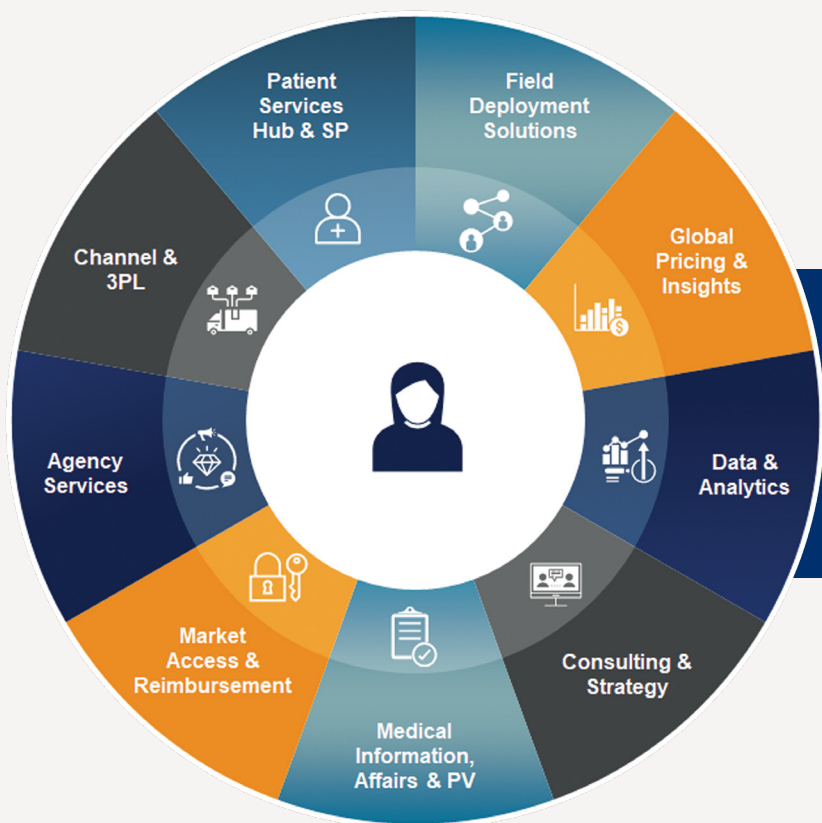 Patient
Services
Hub & SP
Field
Deployment
Solutions
Global
Pricing &
Insights
Data &
Analytics
Consulting &
Strategy
Medical
Information,
Affairs & PV
Market
Access &
Reimbursement
Agency
Services
Channel &
3PL
$